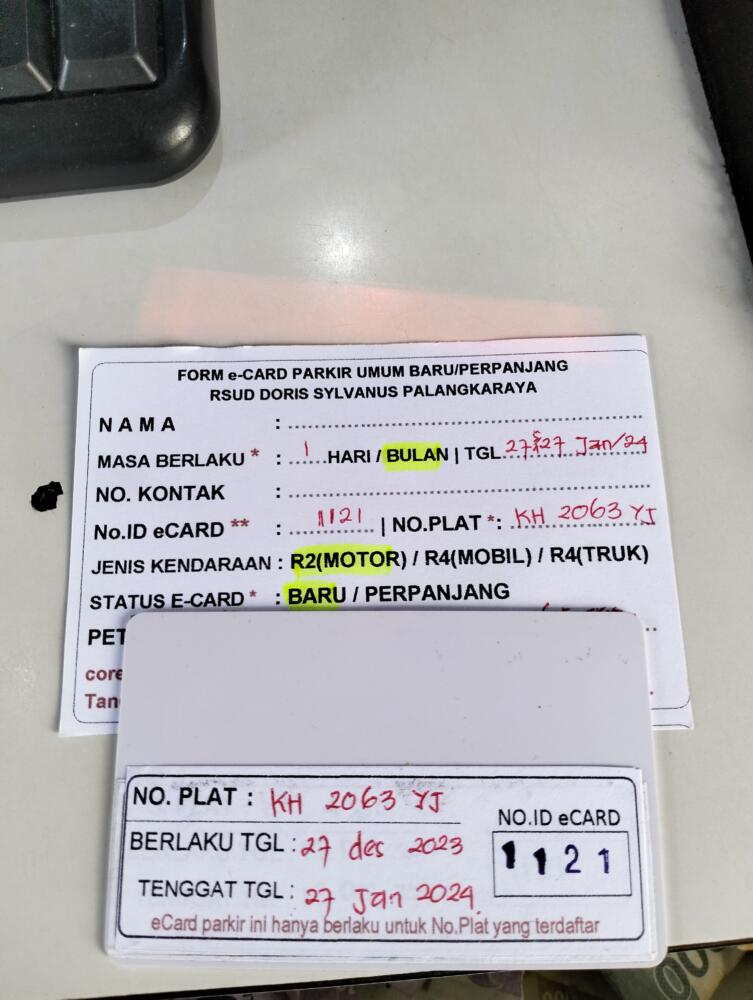 FORM e-CARD PARKIR UMUM BARU/PERPANJANG
RSUD DORIS SYLVANUS PALANGKARAYA
NAMA :
MASA BERLAKU * : 1 HARI / BULAN | TGL 27 27 Jan/24
NO. KONTAK :
No.ID eCARD ** : 1121 | NO.PLAT *: KH 2063 YJ
JENIS KENDARAAN : R2(MOTOR) / R4(MOBIL) / R4(TRUK)
STATUS E-CARD * : BARU / PERPANJANG
NO. PLAT : KH 2063 YJ
BERLAKU TGL : 27 des 2023
TENGGAT TGL : 27 Jan 2024
NO.ID eCARD
1121
eCard parkir ini hanya berlaku untuk No.Plat yang terdaftar